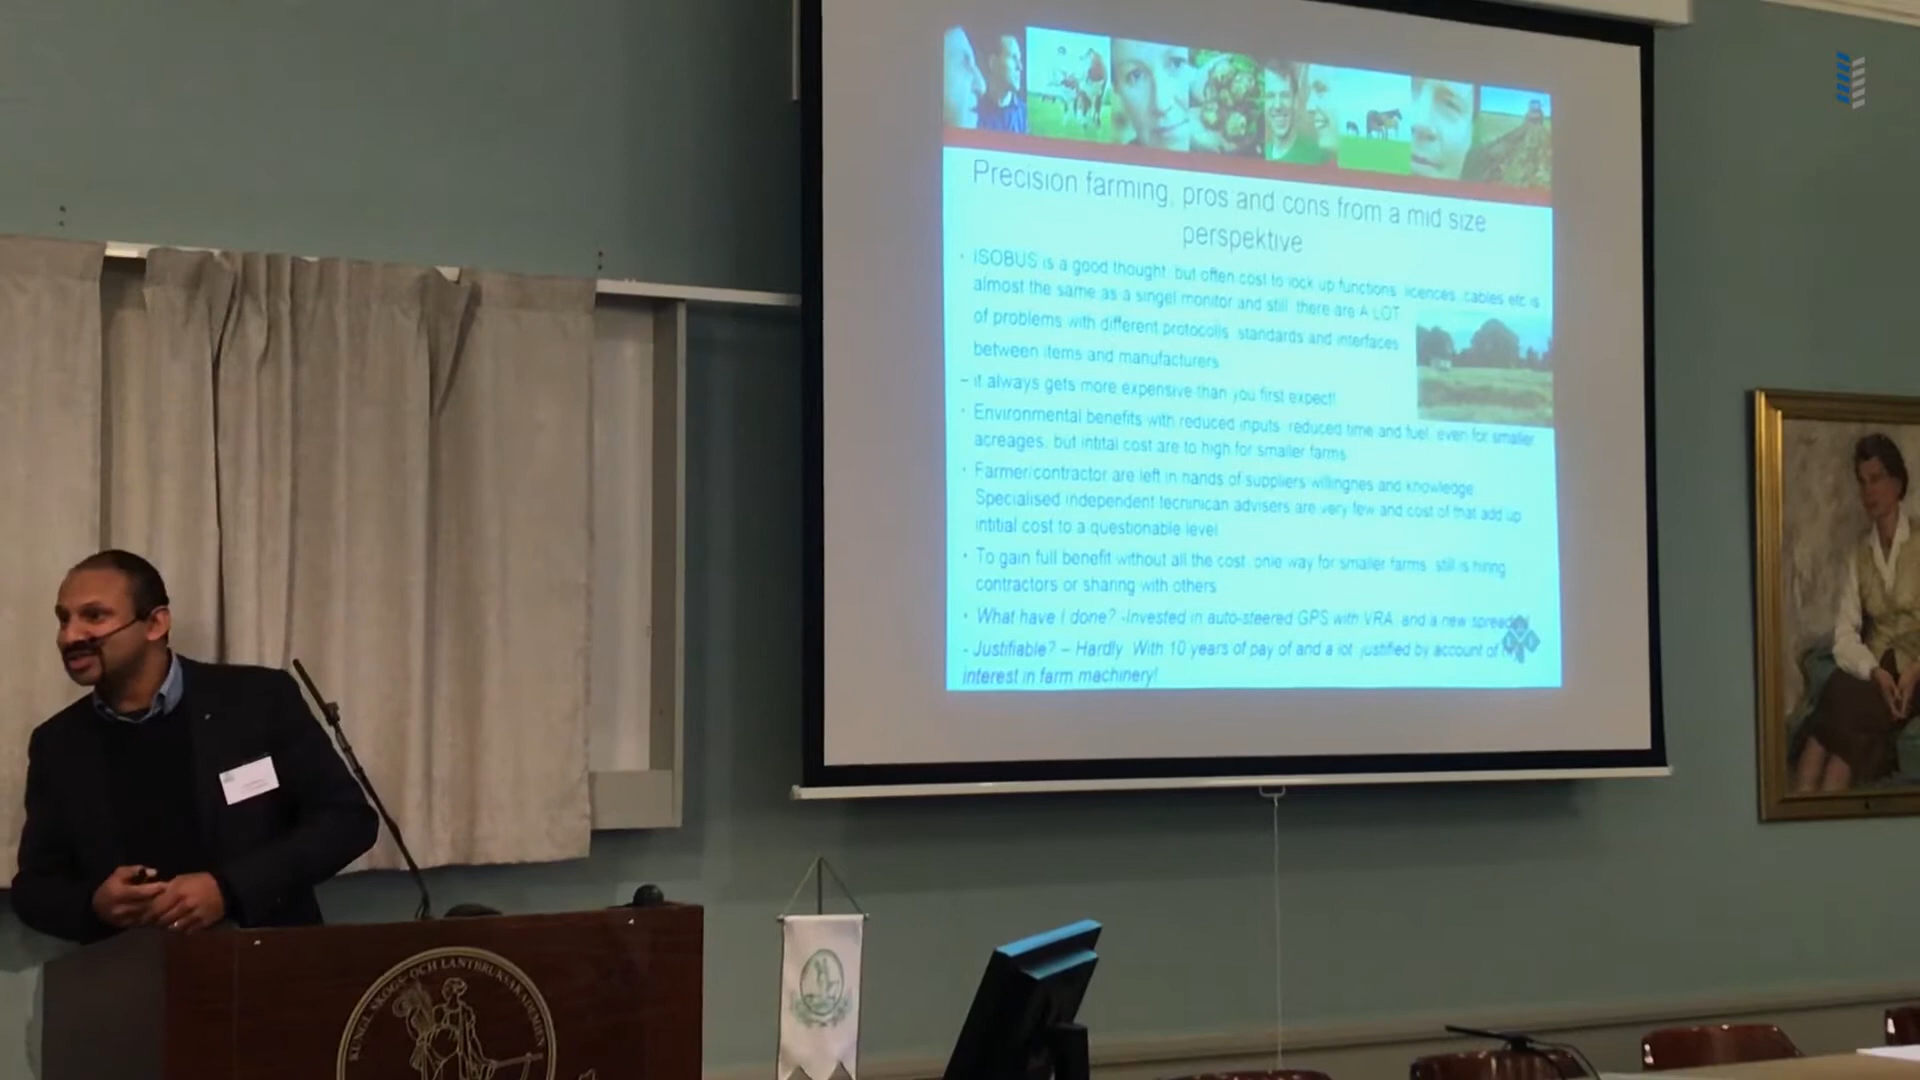 Precision farming, pros and cons from a mid size
perspektive
· ISOBUS is a good thought, but often cost to lock up functions, licences, cables etc is
almost the same as a singel monitor and still, there are A LOT
of problems with different protocolls, standards and interfaces
between items and manufacturers
– it always gets more expensive than you first expect!
· Environmental benefits with reduced inputs, reduced time and fuel, even for smaller
acreages, but intital cost are to high for smaller farms
· Farmer/contractor are left in hands of suppliers willingnes and knowledge.
Specialised independent tecninican advisers are very few and cost of that add up
intitial cost to a questionable level
· To gain full benefit without all the cost, onle way for smaller farms, still is hiring
contractors or sharing with others
· What have I done? -Invested in auto-steered GPS with VRA, and a new
- Justifiable? – Hardly. With 10 years of pay of and a lot justified by account of
interest in farm machinery!
KUNGL. SKOGS- OCH LANTBRUKSAKADEMIEN